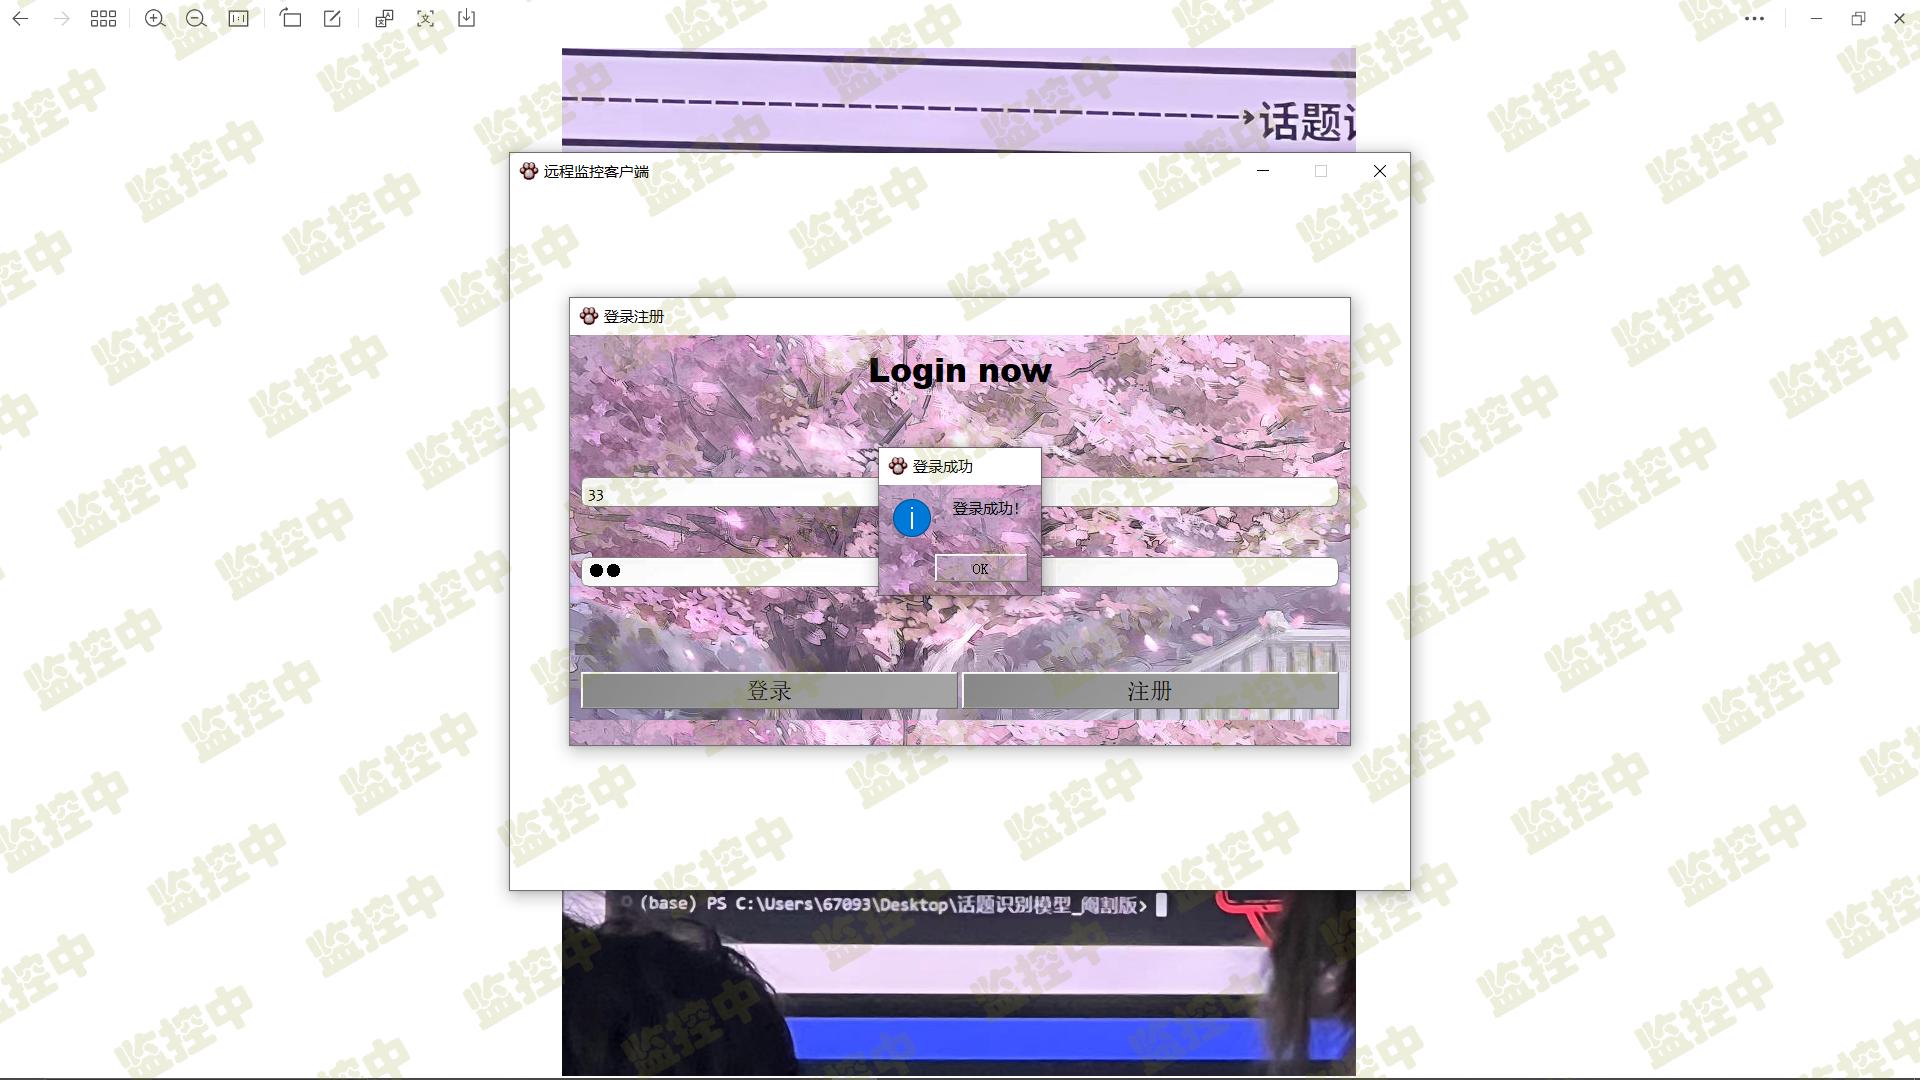 话题
远程监控客户端
登录注册
Login now
登录成功
33
登录成功!
OK
登录
注册
(base) PS C:\Users\67093\Desktop\话题识别模型_阉割版>
监控中